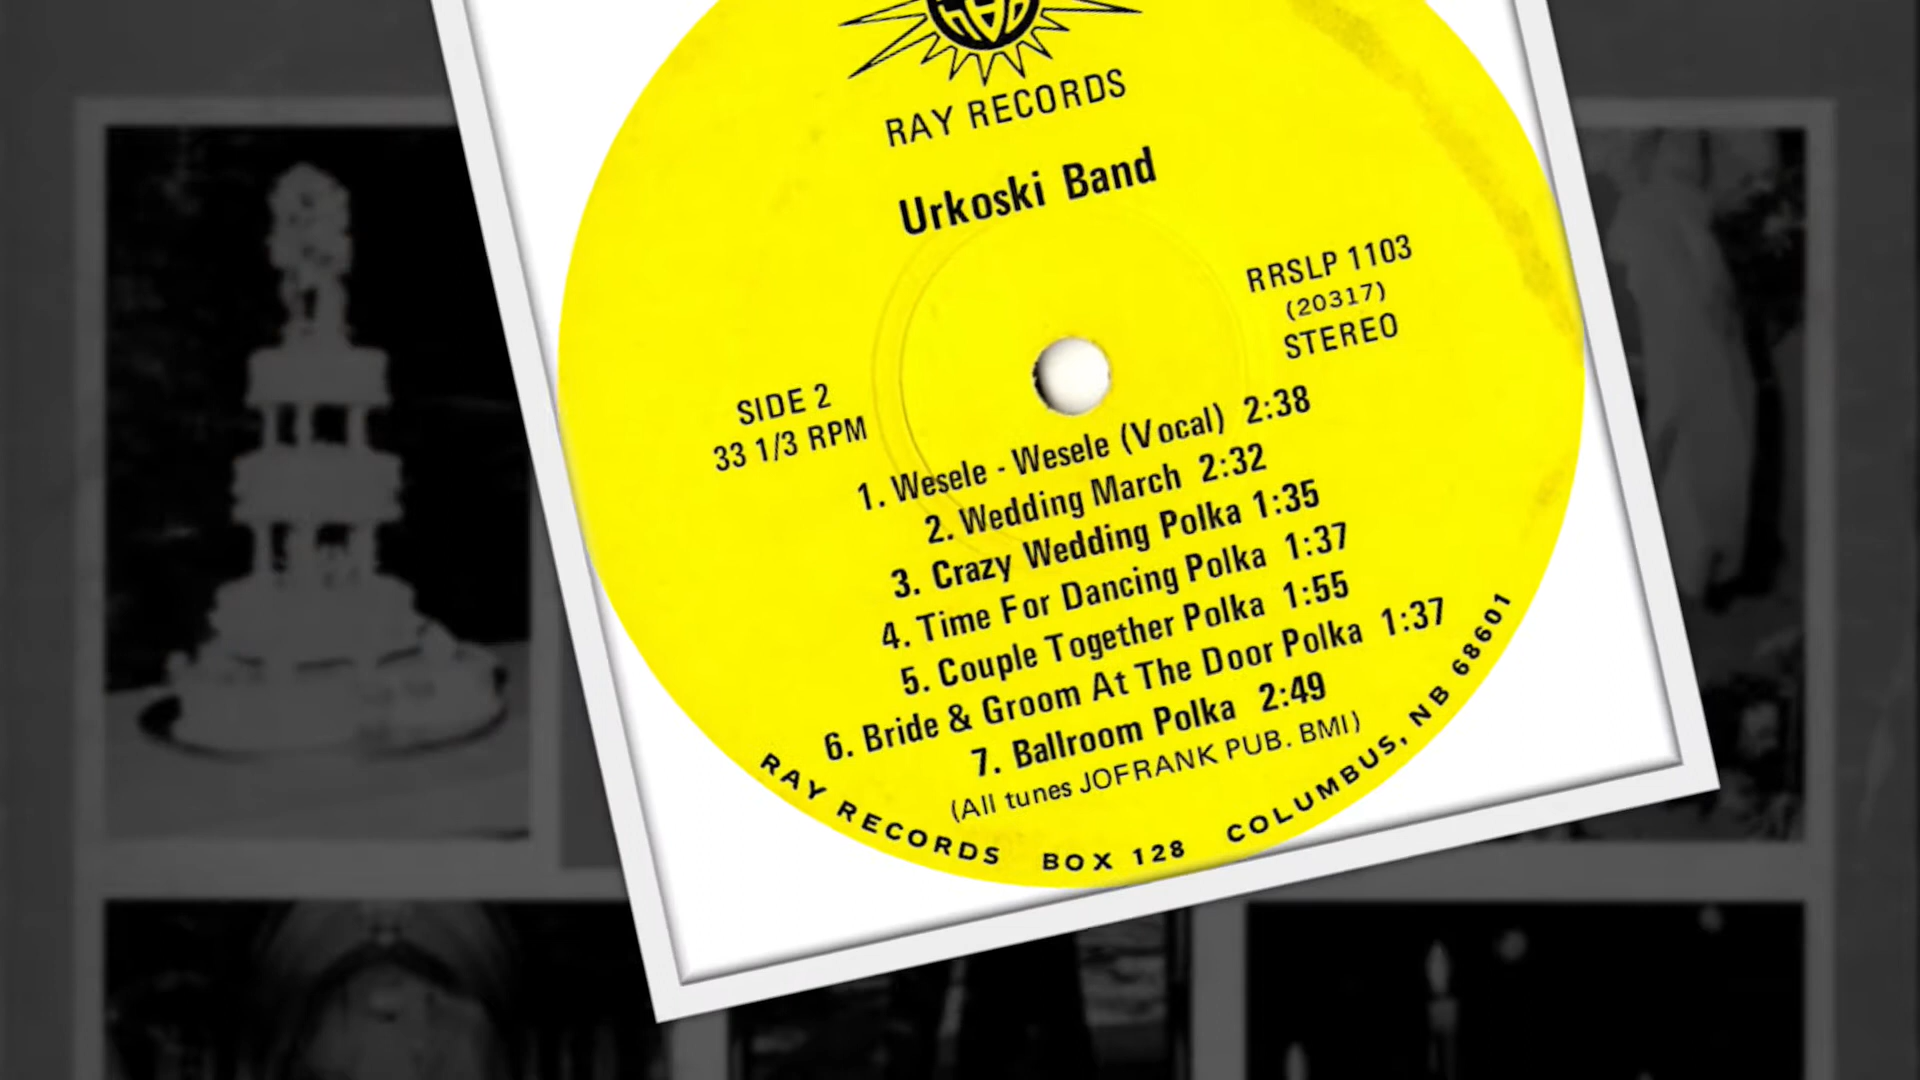 RAY
RAY RECORDS
Urkoski Band
RRSLP 1103
(20317)
STEREO
SIDE 2
33 1/3 RPM
1. Wesele - Wesele (Vocal) 2:38
2. Wedding March 2:32
3. Crazy Wedding Polka 1:35
4. Time For Dancing Polka 1:37
5. Couple Together Polka 1:55
6. Bride & Groom At The Door Polka 1:37
7. Ballroom Polka 2:49
(All tunes JOFRANK PUB. BMI)
RAY RECORDS BOX 128 COLUMBUS, NB 68601